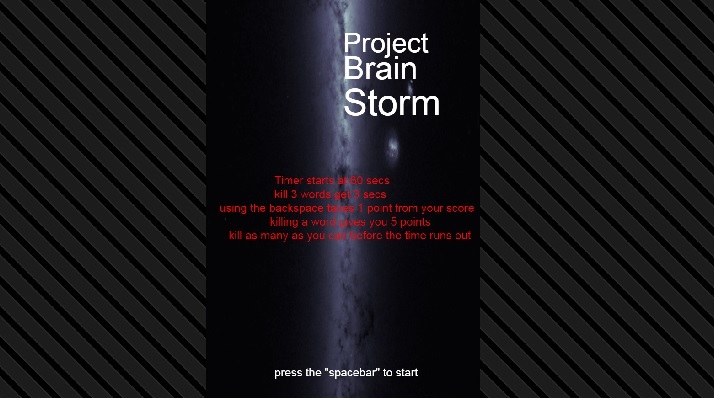 Project
Brain
Storm
Timer starts at 60 secs
kill 3 words get 3 secs
using the backspace takes 1 point from your score
killing a word gives you 5 points
kill as many as you can before the time runs out
press the "spacebar" to start